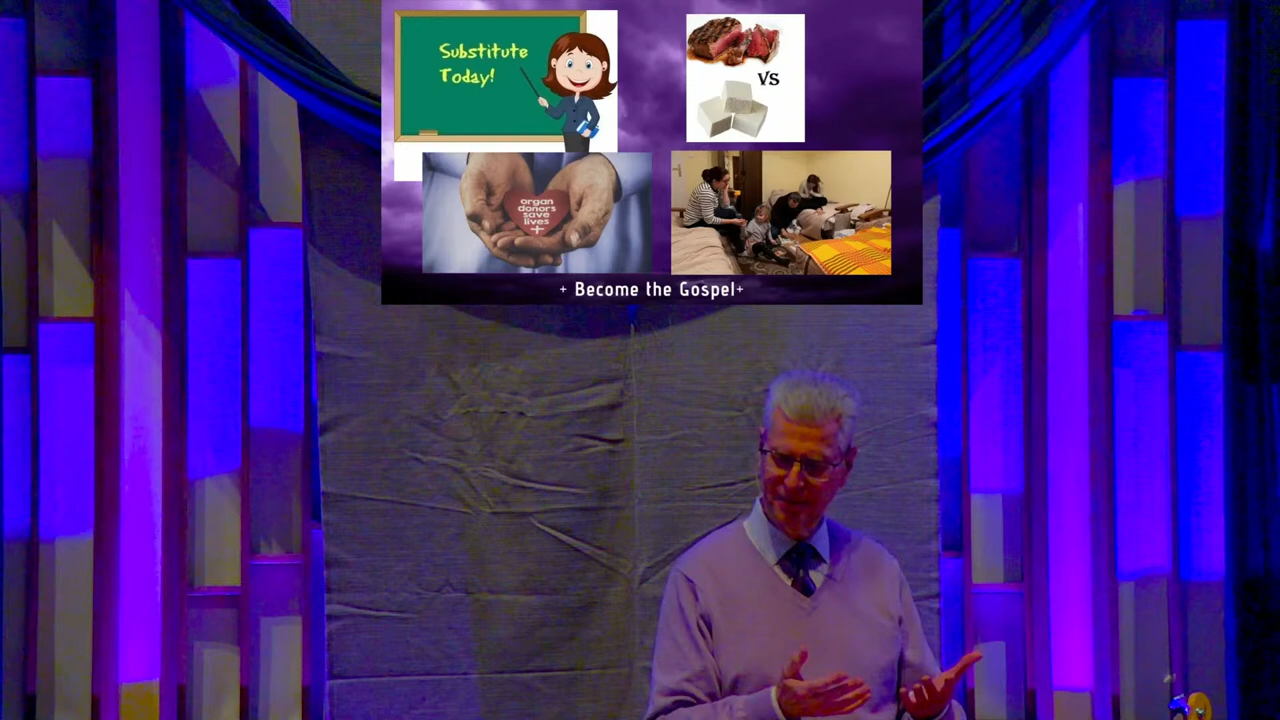 Substitute
Today!
VS
organ
donors
save
lives
+
+ Become the Gospel+